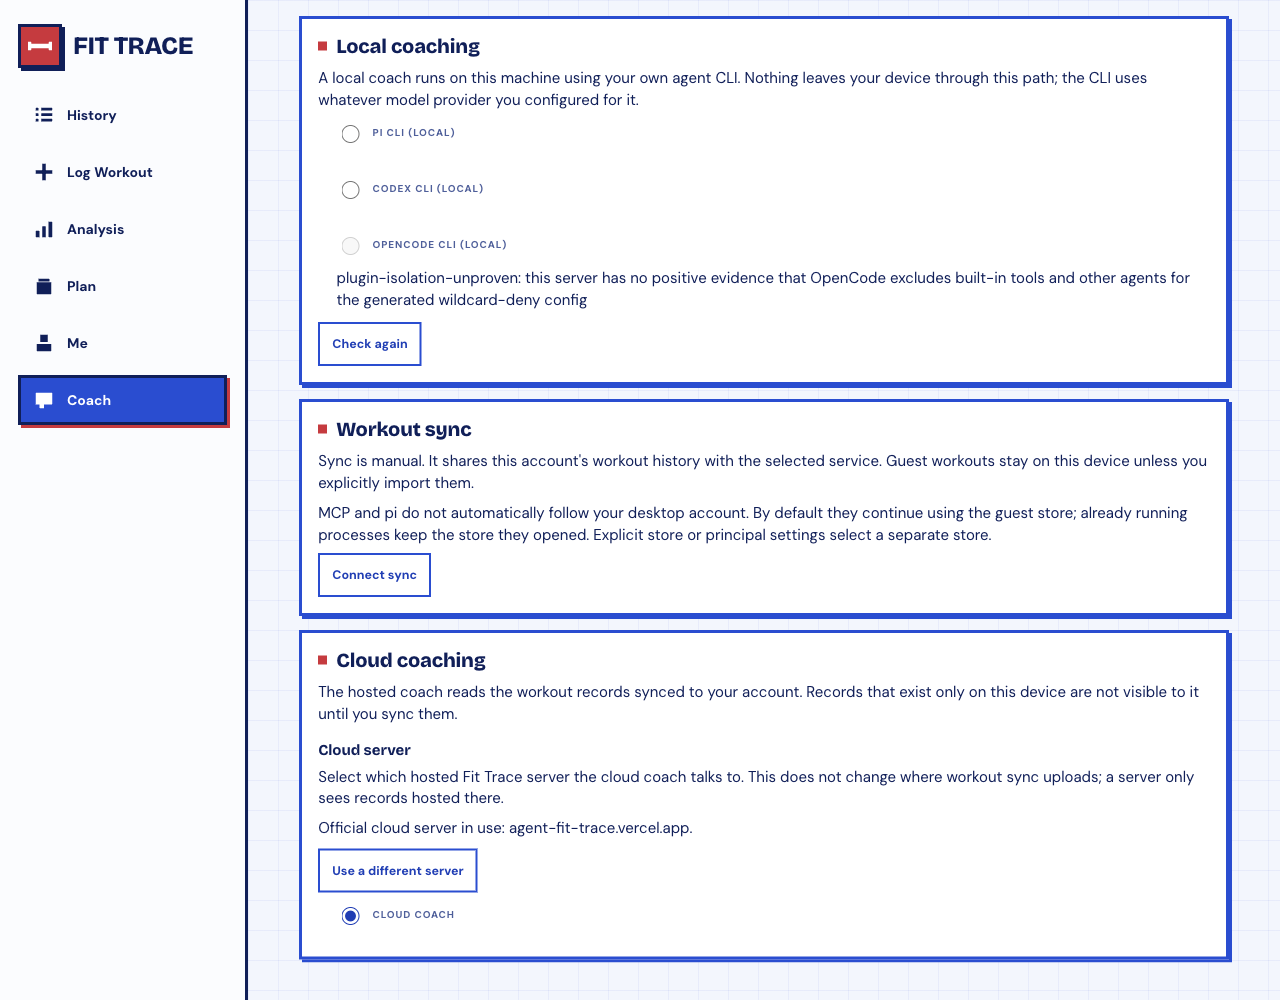 FIT TRACE
History
Log Workout
Analysis
Plan
Me
Coach
Local coaching
A local coach runs on this machine using your own agent CLI. Nothing leaves your device through this path; the CLI uses
whatever model provider you configured for it.
PI CLI (LOCAL)
CODEX CLI (LOCAL)
OPENCODE CLI (LOCAL)
plugin-isolation-unproven: this server has no positive evidence that OpenCode excludes built-in tools and other agents for
the generated wildcard-deny config
Check again
Workout sync
Sync is manual. It shares this account's workout history with the selected service. Guest workouts stay on this device unless you
explicitly import them.
MCP and pi do not automatically follow your desktop account. By default they continue using the guest store; already running
processes keep the store they opened. Explicit store or principal settings select a separate store.
Connect sync
Cloud coaching
The hosted coach reads the workout records synced to your account. Records that exist only on this device are not visible to it
until you sync them.
Cloud server
Select which hosted Fit Trace server the cloud coach talks to. This does not change where workout sync uploads; a server only
sees records hosted there.
Official cloud server in use: agent-fit-trace.vercel.app.
Use a different server
CLOUD COACH